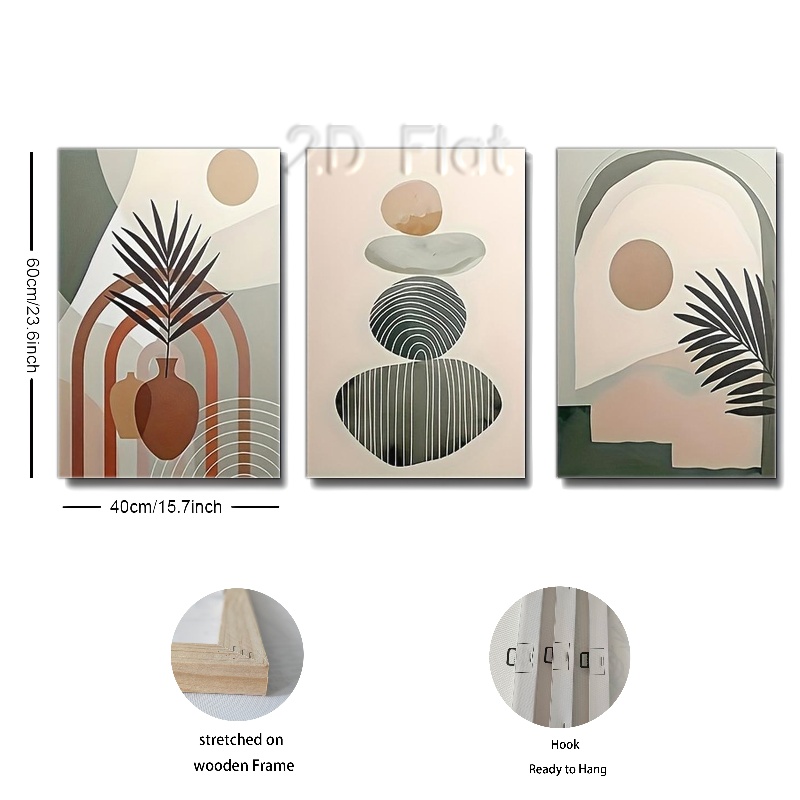 2D Flat
60cm/23.6inch
40cm/15.7inch
stretched on
wooden Frame
Hook
Ready to Hang